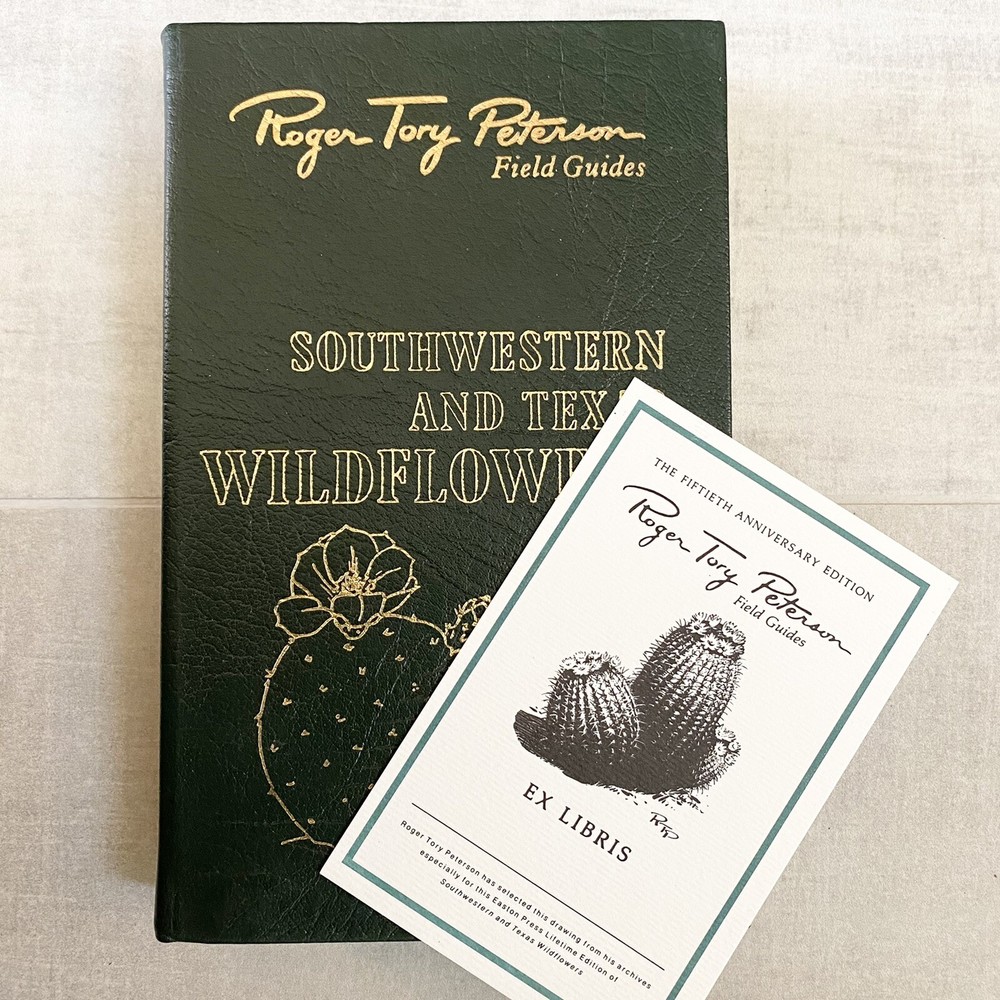 Roger Tory Peterson
Field Guides
SOUTHWESTERN
AND TEX
WILDFLOWE
THE FIFTIETH ANNIVERSARY EDITION
Roger Tory Peterson
Field Guides
RTP
EX LIBRIS
Roger Tory Peterson has selected this drawing from his archives
especially for this Easton Press Lifetime Edition of
Southwestern and Texas Wildflowers